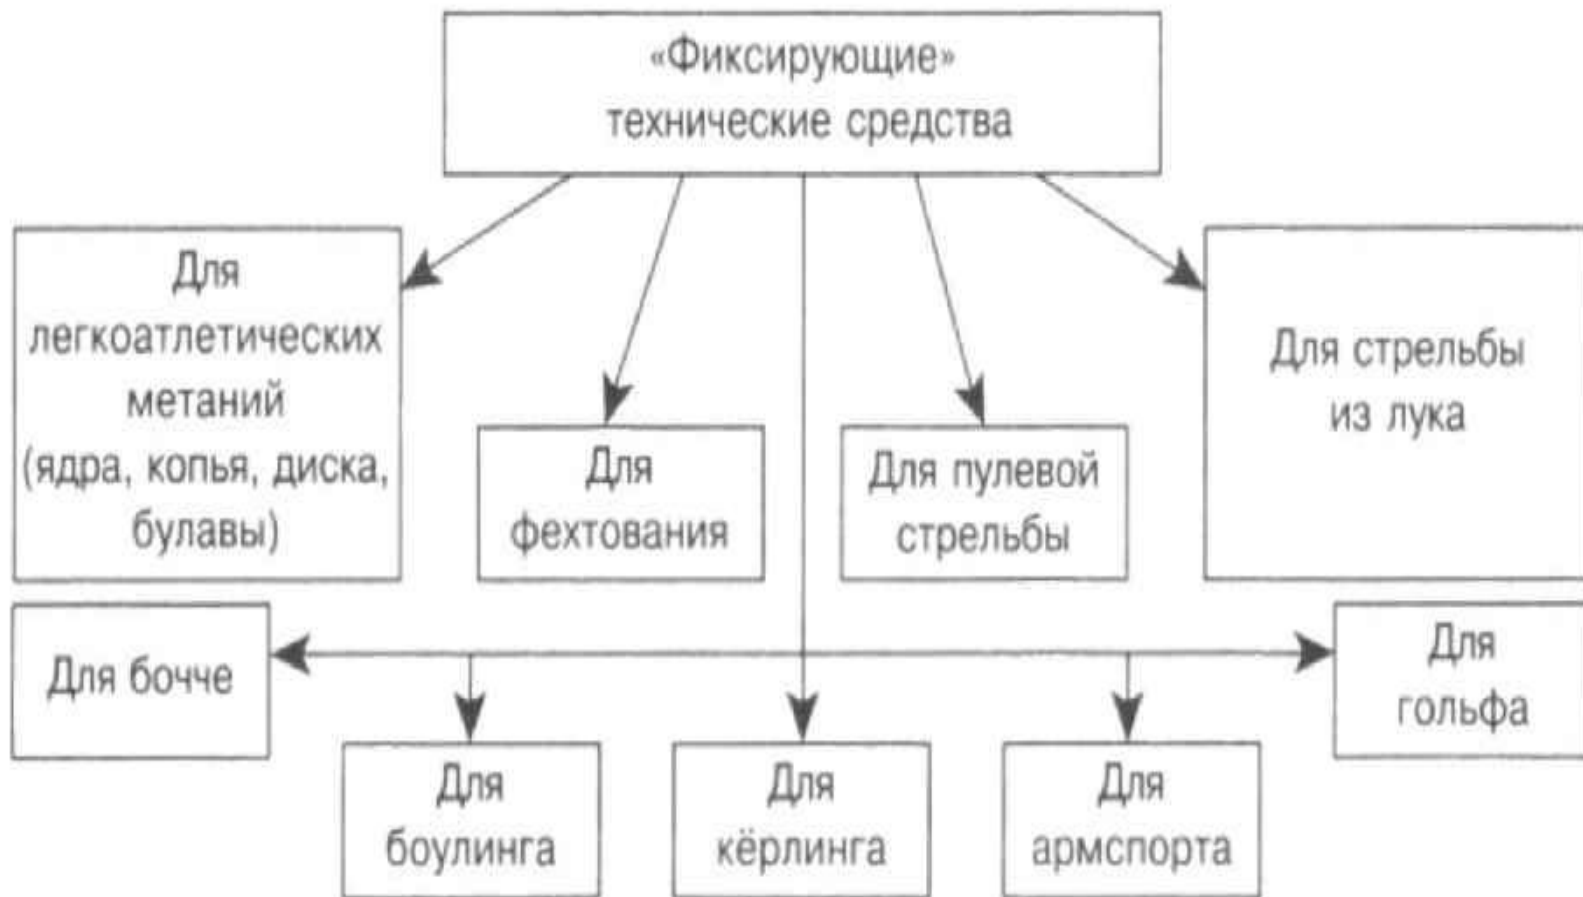 «Фиксирующие»
технические средства
Для
легкоатлетических
метаний
(ядра, копья, диска,
булавы)
Для
фехтования
Для пулевой
стрельбы
Для стрельбы
из лука
Для бочче
Для
боулинга
Для
кёрлинга
Для
армспорта
Для
гольфа